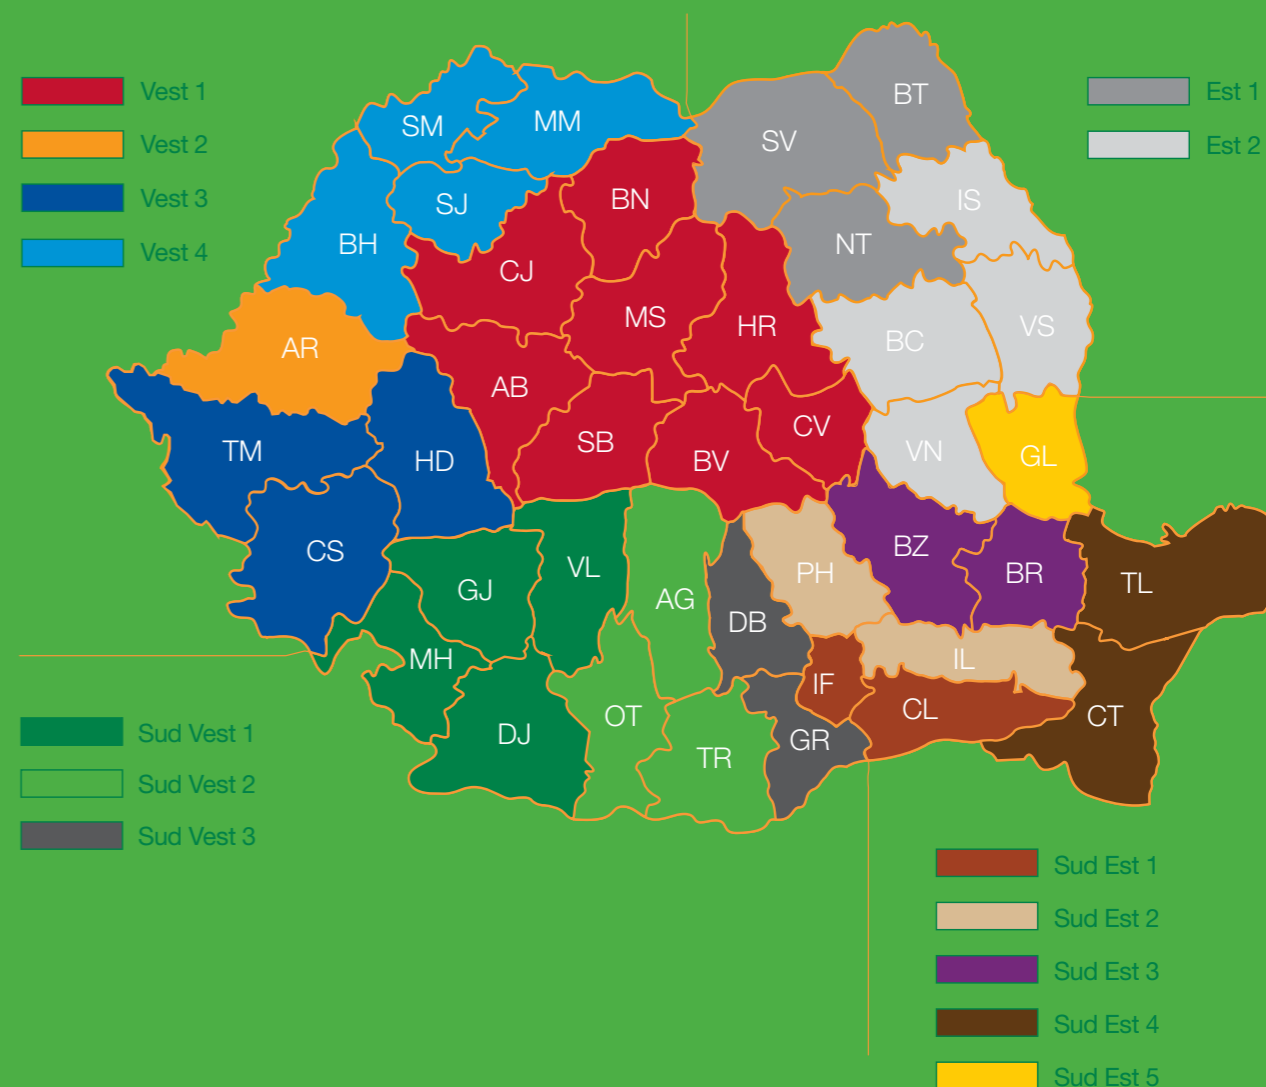 Vest 1
Vest 2
Vest 3
Vest 4
Est 1
Est 2
BT
SM
MM
SV
SJ
BN
IS
BH
NT
CJ
MS
HR
VS
BC
AR
AB
CV
SB
TM
VN
GL
HD
BV
BZ
CS
VL
PH
BR
TL
GJ
AG
DB
MH
IL
IF
CL
OT
CT
DJ
GR
TR
Sud Vest 1
Sud Vest 2
Sud Vest 3
Sud Est 1
Sud Est 2
Sud Est 3
Sud Est 4
Sud Est 5